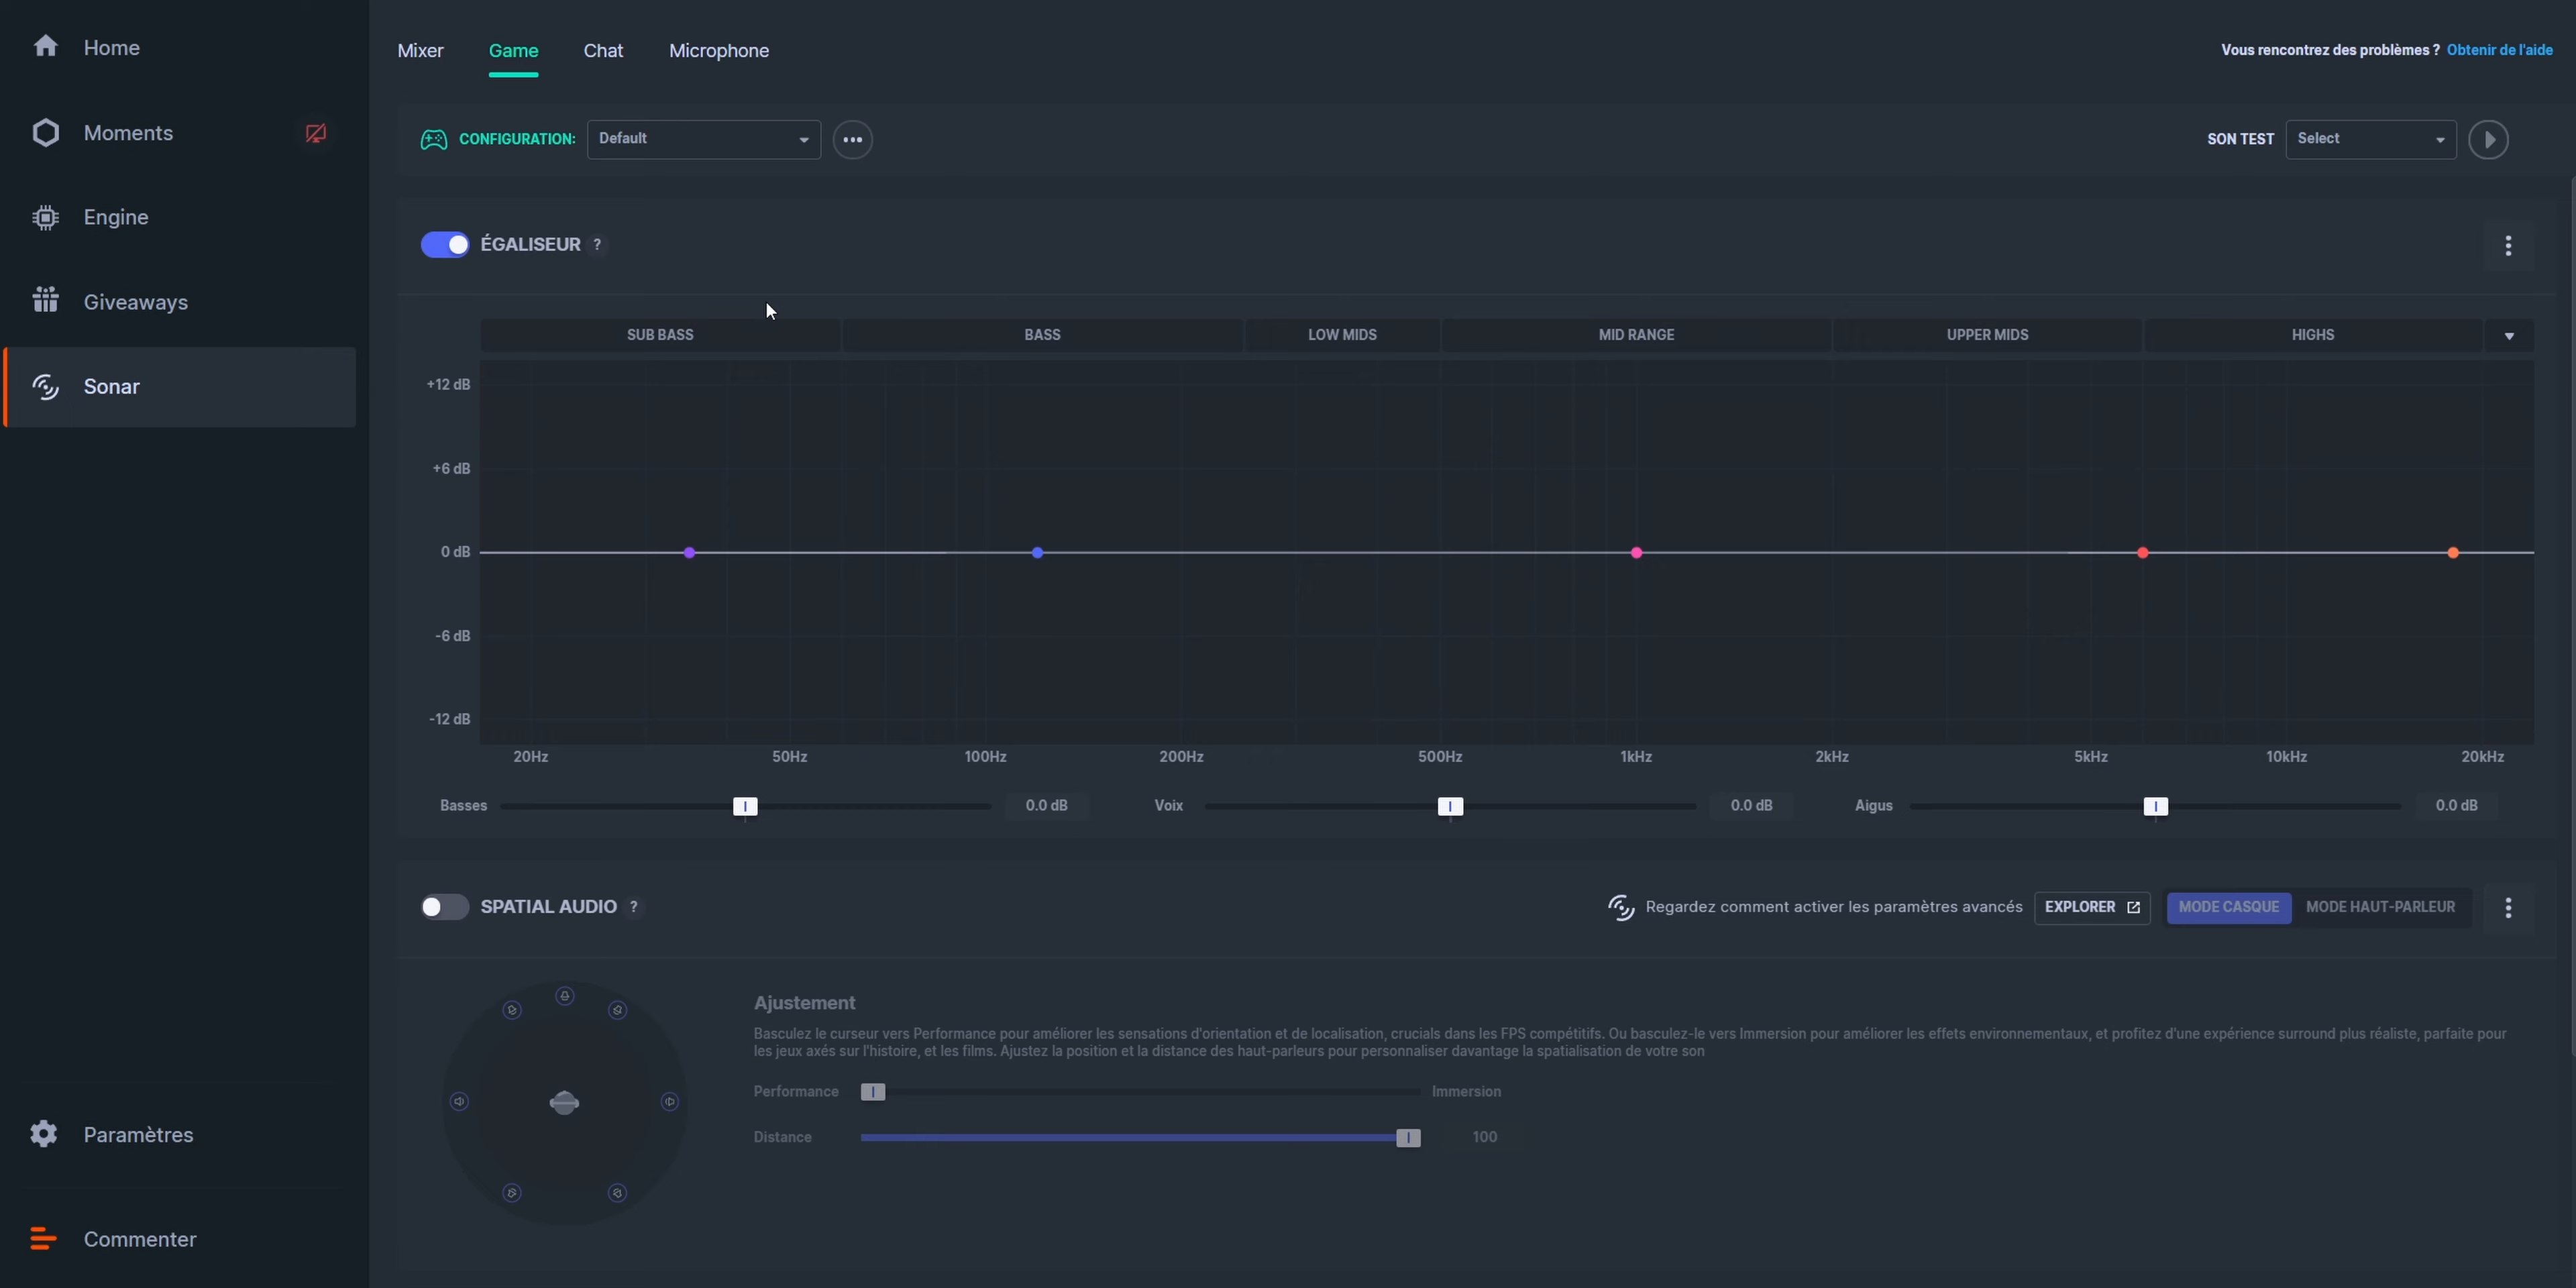 Home
Moments
Engine
Giveaways
Sonar
Paramètres
Commenter
Mixer Game Chat Microphone
Vous rencontrez des problèmes ? Obtenir de l'aide
CONFIGURATION: Default
SON TEST Select
ÉGALISEUR ?
SUB BASS BASS LOW MIDS MID RANGE UPPER MIDS HIGHS
+12 dB
+6 dB
0 dB
-6 dB
-12 dB
20Hz 50Hz 100Hz 200Hz 500Hz 1kHz 2kHz 5kHz 10kHz 20kHz
Basses 0.0 dB Voix 0.0 dB Aigus 0.0 dB
SPATIAL AUDIO ?
Regardez comment activer les paramètres avancés EXPLORER MODE CASQUE MODE HAUT-PARLEUR
Ajustement
Basculez le curseur vers Performance pour améliorer les sensations d'orientation et de localisation, crucials dans les FPS compétitifs. Ou basculez-le vers Immersion pour améliorer les effets environnementaux, et profitez d'une expérience surround plus réaliste, parfaite pour
les jeux axés sur l'histoire, et les films. Ajustez la position et la distance des haut-parleurs pour personnaliser davantage la spatialisation de votre son
Performance Immersion
Distance 100